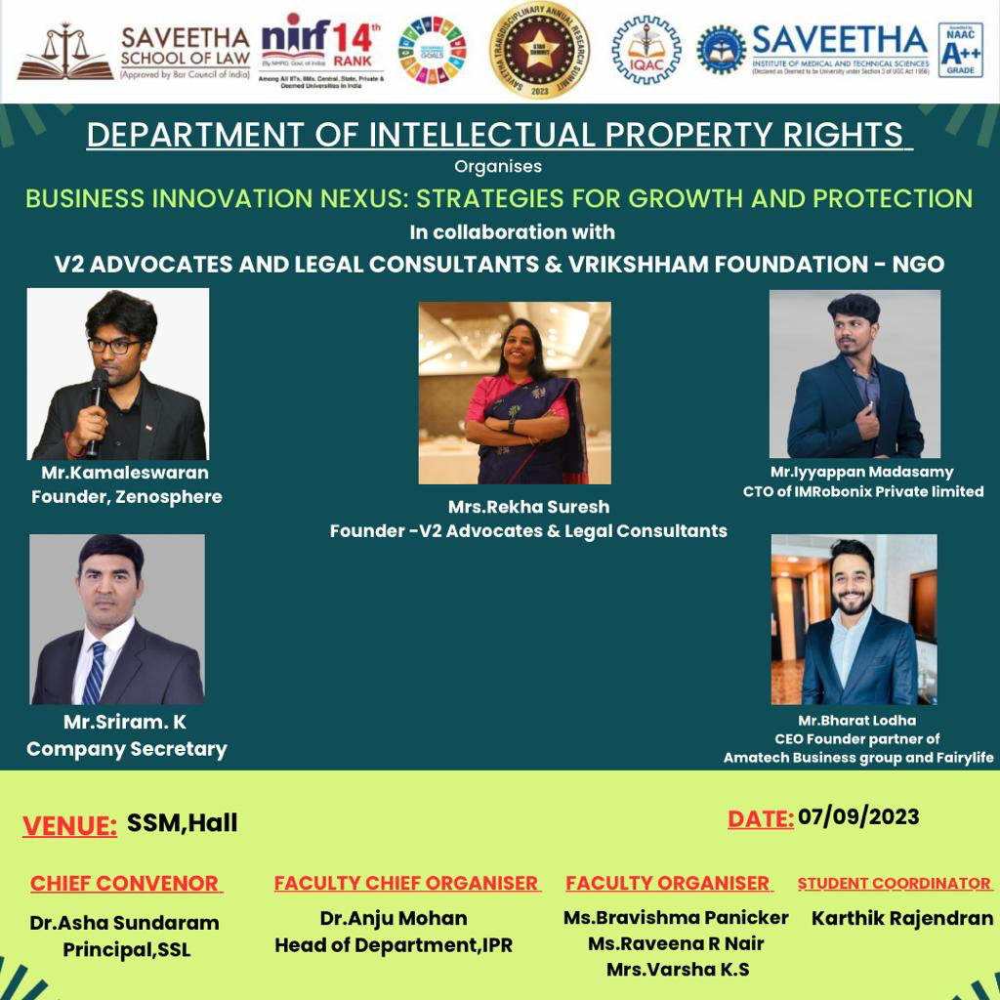 SAVEETHA
SCHOOL OF LAW
(Approved by Bar Council of India)
nirf 14th
RANK
(By MHRD, Govt. of India)
Among All IITs, IIMs, Central, State, Private &
Deemed Universities in India
SUSTAINABLE
DEVELOPMENT
GOALS
SAVEETHA TRANSDISCIPLINARY ANNUAL RESEARCH SUMMIT
STAR
SUMMIT
2023
IQAC
SAVEETHA
INSTITUTE OF MEDICAL AND TECHNICAL SCIENCES
(Declared as Deemed to be University under Section 3 of UGC Act 1956)
Accredited by
NAAC
A++
GRADE
DEPARTMENT OF INTELLECTUAL PROPERTY RIGHTS
Organises
BUSINESS INNOVATION NEXUS: STRATEGIES FOR GROWTH AND PROTECTION
In collaboration with
V2 ADVOCATES AND LEGAL CONSULTANTS & VRIKSHHAM FOUNDATION - NGO
Mr.Kamaleswaran
Founder, Zenosphere
Mrs.Rekha Suresh
Founder -V2 Advocates & Legal Consultants
Mr.Iyyappan Madasamy
CTO of IMRobonix Private limited
Mr.Sriram. K
Company Secretary
Mr.Bharat Lodha
CEO Founder partner of
Amatech Business group and Fairylife
VENUE: SSM,Hall
DATE: 07/09/2023
CHIEF CONVENOR
Dr.Asha Sundaram
Principal,SSL
FACULTY CHIEF ORGANISER
Dr.Anju Mohan
Head of Department,IPR
FACULTY ORGANISER
Ms.Bravishma Panicker
Ms.Raveena R Nair
Mrs.Varsha K.S
STUDENT COORDINATOR
Karthik Rajendran